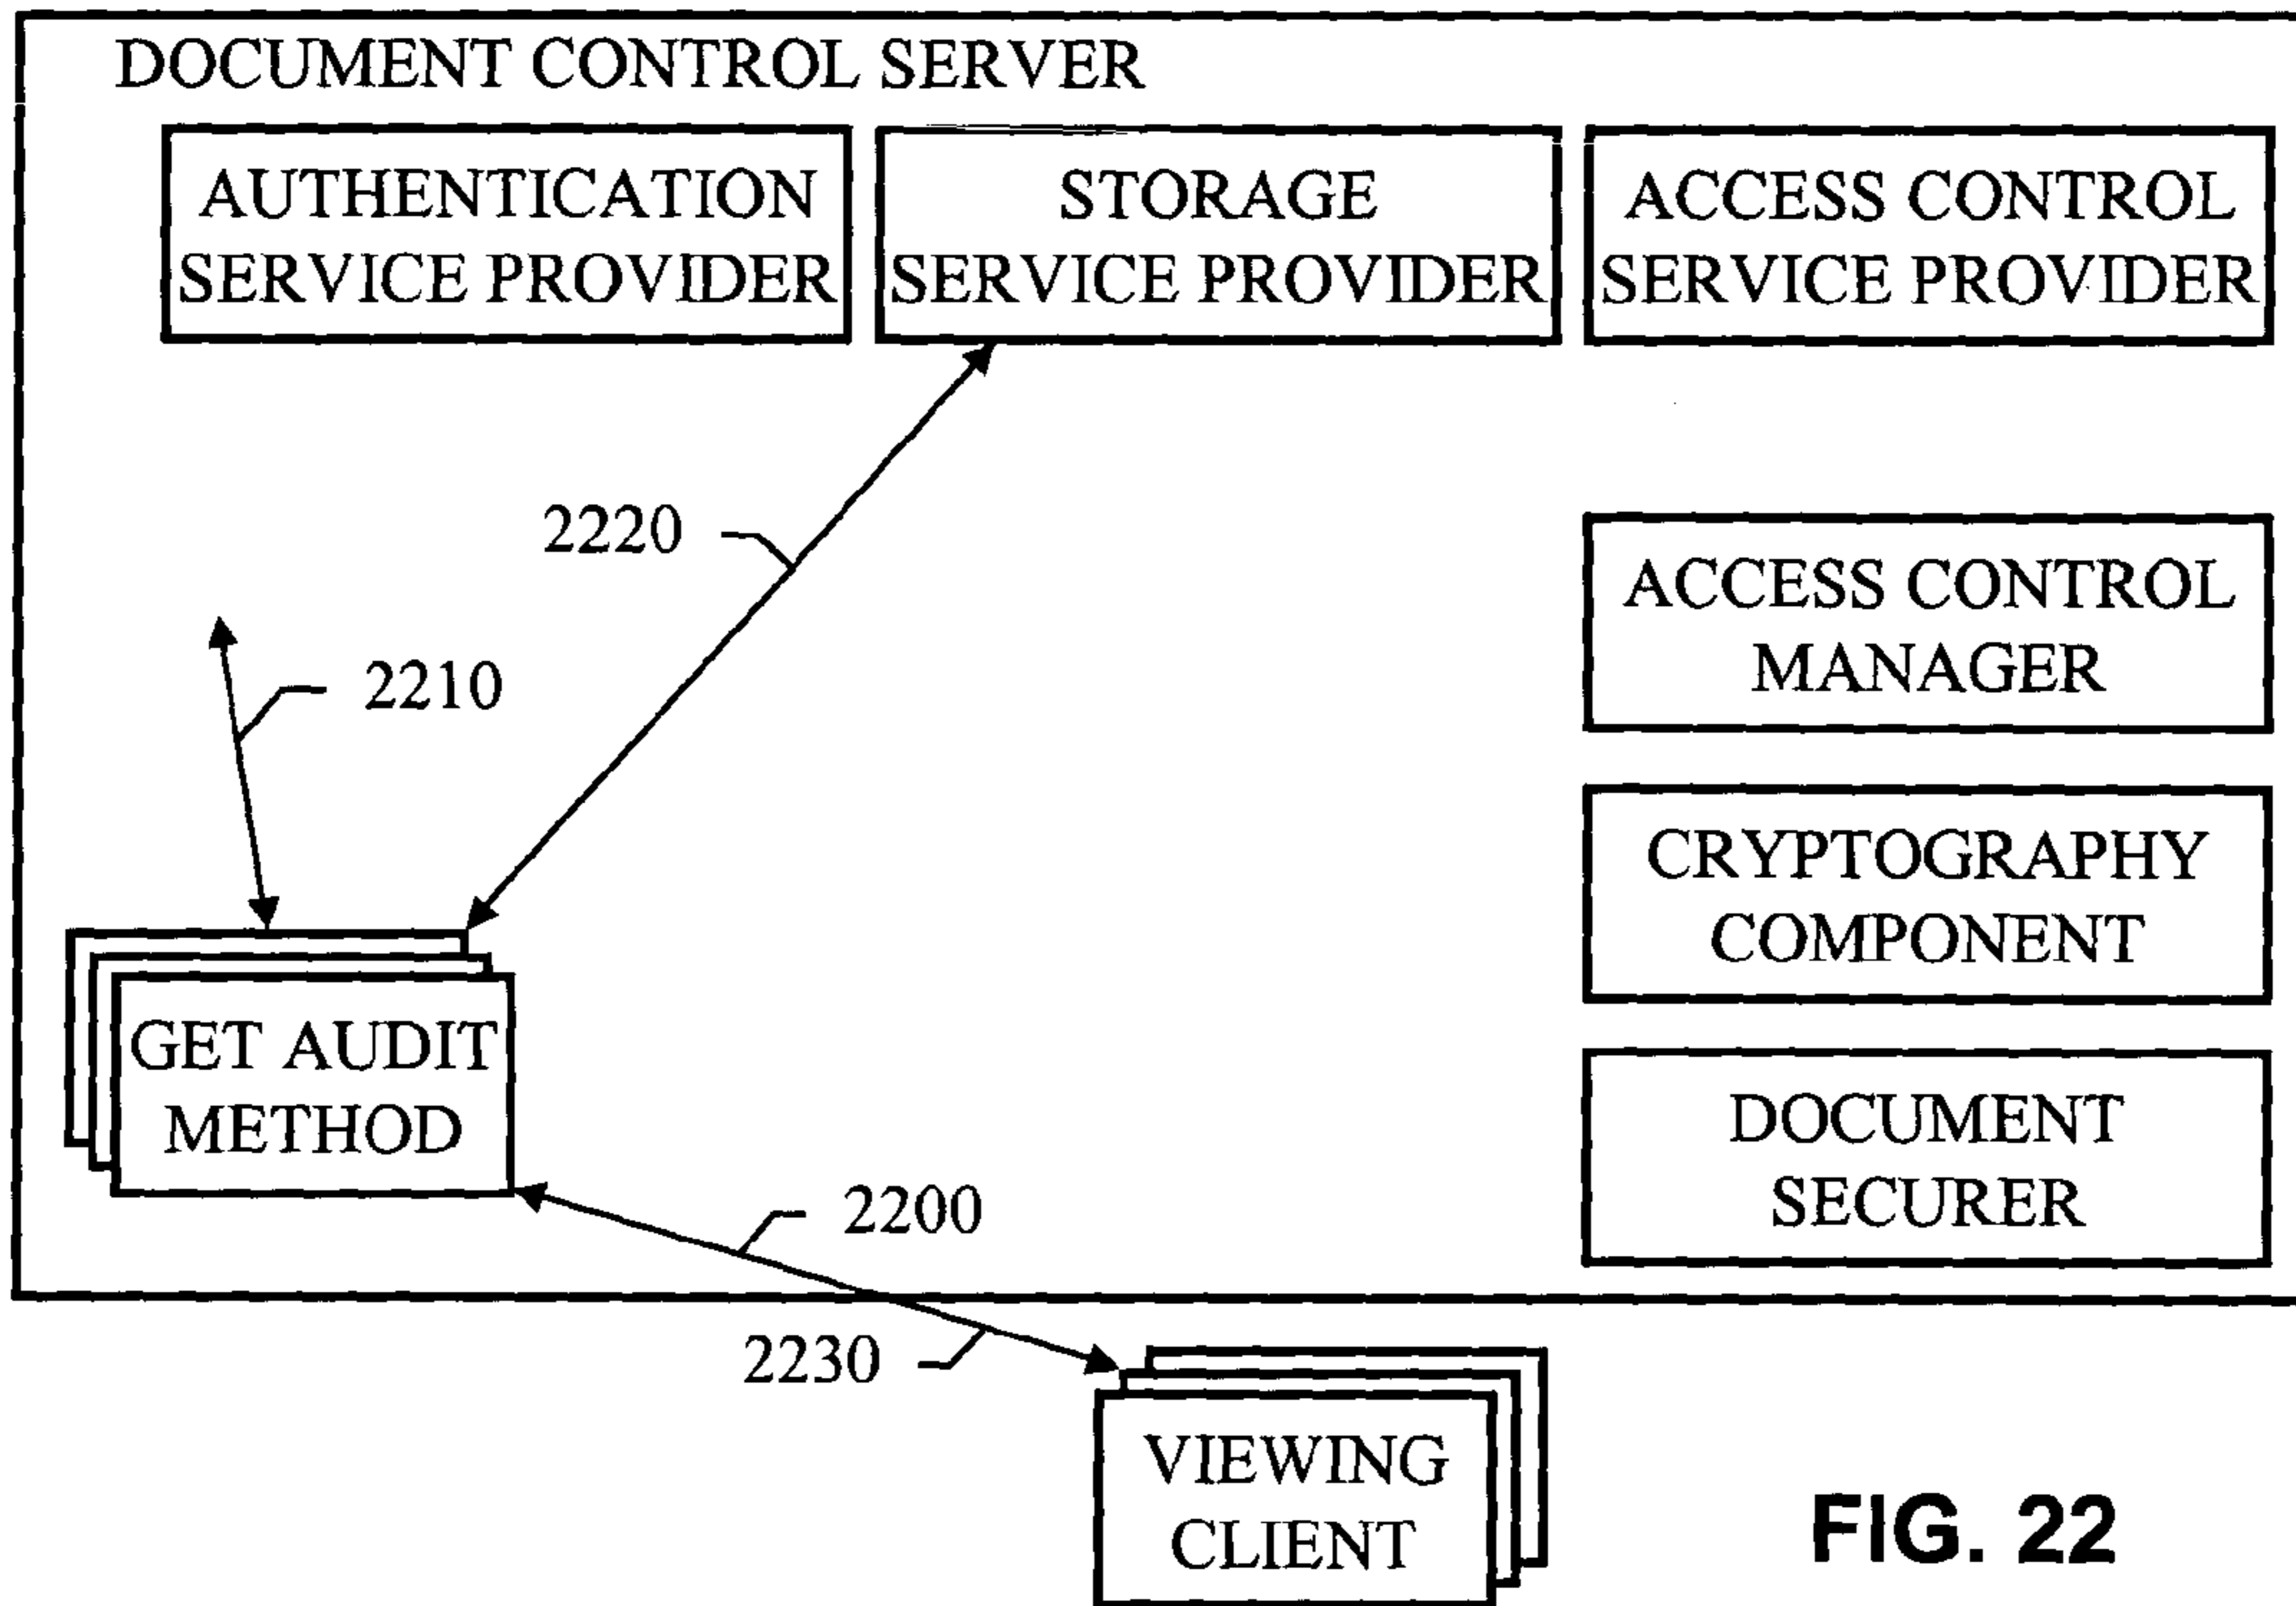 DOCUMENT CONTROL SERVER
AUTHENTICATION
SERVICE PROVIDER
STORAGE
SERVICE PROVIDER
ACCESS CONTROL
SERVICE PROVIDER
2220
ACCESS CONTROL
MANAGER
2210
CRYPTOGRAPHY
COMPONENT
GET AUDIT
METHOD
DOCUMENT
SECURER
2200
2230
VIEWING
CLIENT
FIG. 22